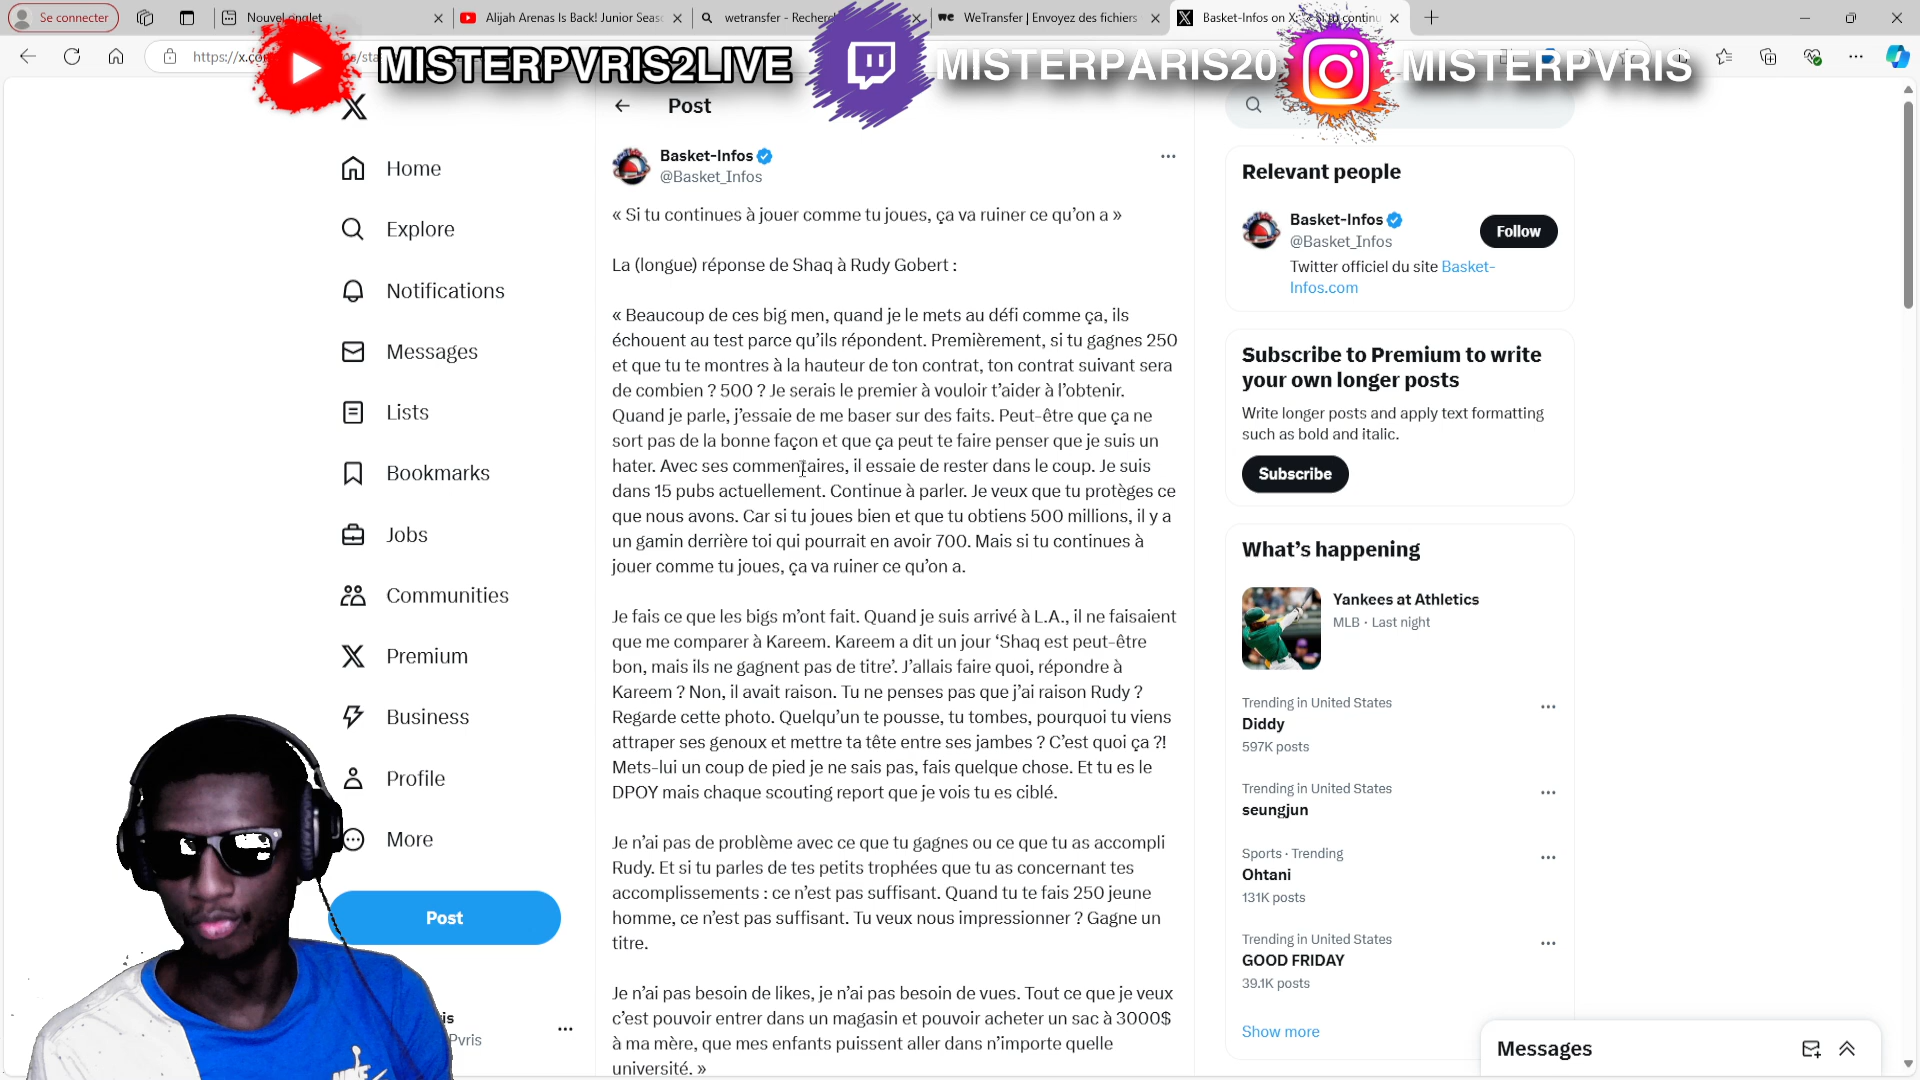 Se connecter
Nouvel onglet
Alijah Arenas Is Back! Junior Seas
wetransfer - Recherc
WeTransfer | Envoyez des fichiers
Basket-Infos on X: « Si tu continu
https://x.co
MISTERPVRIS2LIVE
MISTERPARIS20
MISTERPVRIS
Post
Home
Explore
Notifications
Messages
Lists
Bookmarks
Jobs
Communities
Premium
Business
Profile
More
Post
is
Pvris
Basket-Infos
@Basket_Infos
« Si tu continues à jouer comme tu joues, ça va ruiner ce qu’on a »
La (longue) réponse de Shaq à Rudy Gobert :
« Beaucoup de ces big men, quand je le mets au défi comme ça, ils
échouent au test parce qu’ils répondent. Premièrement, si tu gagnes 250
et que tu te montres à la hauteur de ton contrat, ton contrat suivant sera
de combien ? 500 ? Je serais le premier à vouloir t’aider à l’obtenir.
Quand je parle, j’essaie de me baser sur des faits. Peut-être que ça ne
sort pas de la bonne façon et que ça peut te faire penser que je suis un
hater. Avec ses commentaires, il essaie de rester dans le coup. Je suis
dans 15 pubs actuellement. Continue à parler. Je veux que tu protèges ce
que nous avons. Car si tu joues bien et que tu obtiens 500 millions, il y a
un gamin derrière toi qui pourrait en avoir 700. Mais si tu continues à
jouer comme tu joues, ça va ruiner ce qu’on a.
Je fais ce que les bigs m’ont fait. Quand je suis arrivé à L.A., il ne faisaient
que me comparer à Kareem. Kareem a dit un jour ‘Shaq est peut-être
bon, mais ils ne gagnent pas de titre’. J’allais faire quoi, répondre à
Kareem ? Non, il avait raison. Tu ne penses pas que j’ai raison Rudy ?
Regarde cette photo. Quelqu’un te pousse, tu tombes, pourquoi tu viens
attraper ses genoux et mettre ta tête entre ses jambes ? C’est quoi ça ?!
Mets-lui un coup de pied je ne sais pas, fais quelque chose. Et tu es le
DPOY mais chaque scouting report que je vois tu es ciblé.
Je n’ai pas de problème avec ce que tu gagnes ou ce que tu as accompli
Rudy. Et si tu parles de tes petits trophées que tu as concernant tes
accomplissements : ce n’est pas suffisant. Quand tu te fais 250 jeune
homme, ce n’est pas suffisant. Tu veux nous impressionner ? Gagne un
titre.
Je n’ai pas besoin de likes, je n’ai pas besoin de vues. Tout ce que je veux
c’est pouvoir entrer dans un magasin et pouvoir acheter un sac à 3000$
à ma mère, que mes enfants puissent aller dans n’importe quelle
université. »
Relevant people
Basket-Infos
@Basket_Infos
Follow
Twitter officiel du site Basket-
Infos.com
Subscribe to Premium to write
your own longer posts
Write longer posts and apply text formatting
such as bold and italic.
Subscribe
What’s happening
Yankees at Athletics
MLB · Last night
Trending in United States
Diddy
597K posts
Trending in United States
seungjun
Sports · Trending
Ohtani
131K posts
Trending in United States
GOOD FRIDAY
39.1K posts
Show more
Messages